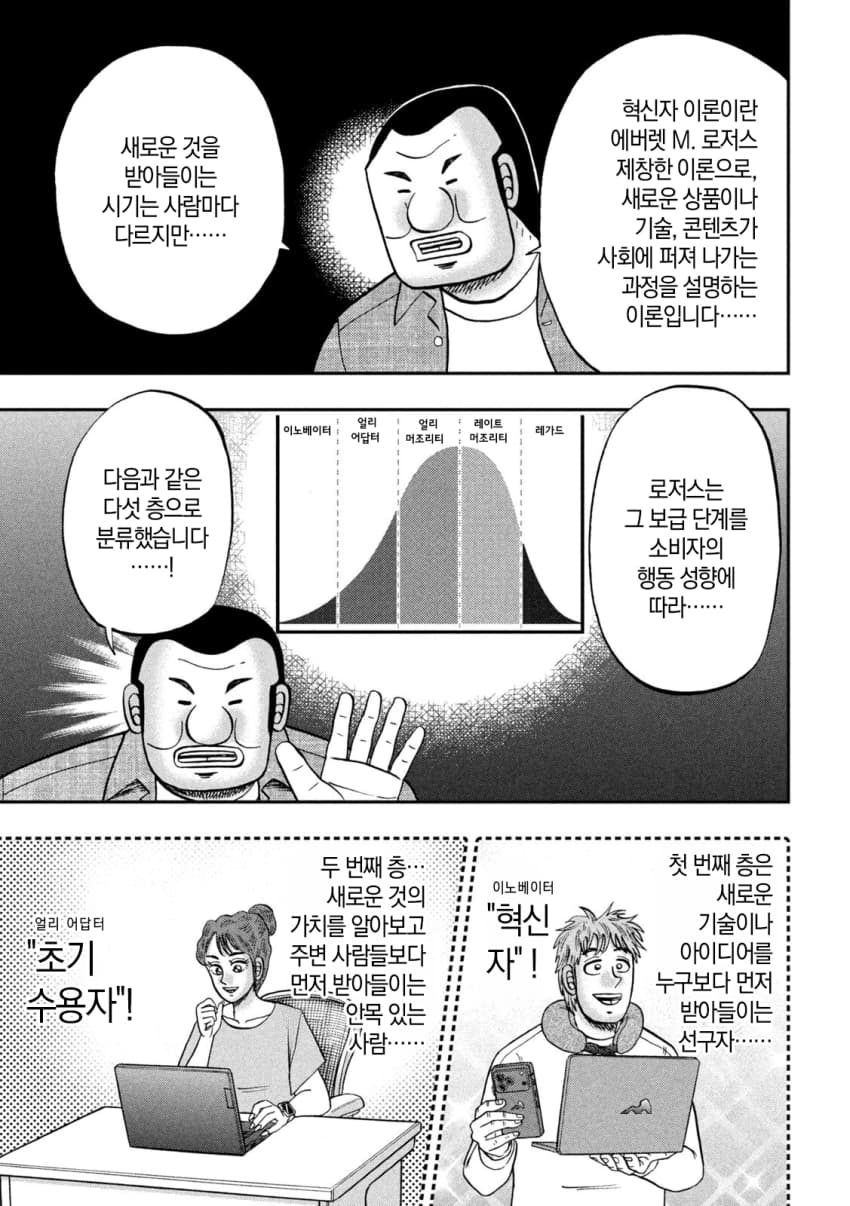 혁신자 이론이란
에버렛 M. 로저스
제창한 이론으로,
새로운 상품이나
기술, 콘텐츠가
사회에 퍼져 나가는
과정을 설명하는
이론입니다……
새로운 것을
받아들이는
시기는 사람마다
다르지만……
로저스는
그 보급 단계를
소비자의
행동 성향에
따라……
이노베이터
얼리
어답터
얼리
머조리티
레이트
머조리티
레가드
다음과 같은
다섯 층으로
분류했습니다
……!
첫 번째 층은
새로운
기술이나
아이디어를
누구보다 먼저
받아들이는
선구자……
이노베이터
"혁신
자" !
두 번째 층…
새로운 것의
가치를 알아보고
주변 사람들보다
먼저 받아들이는
안목 있는
사람……
얼리 어답터
"초기
수용자"!